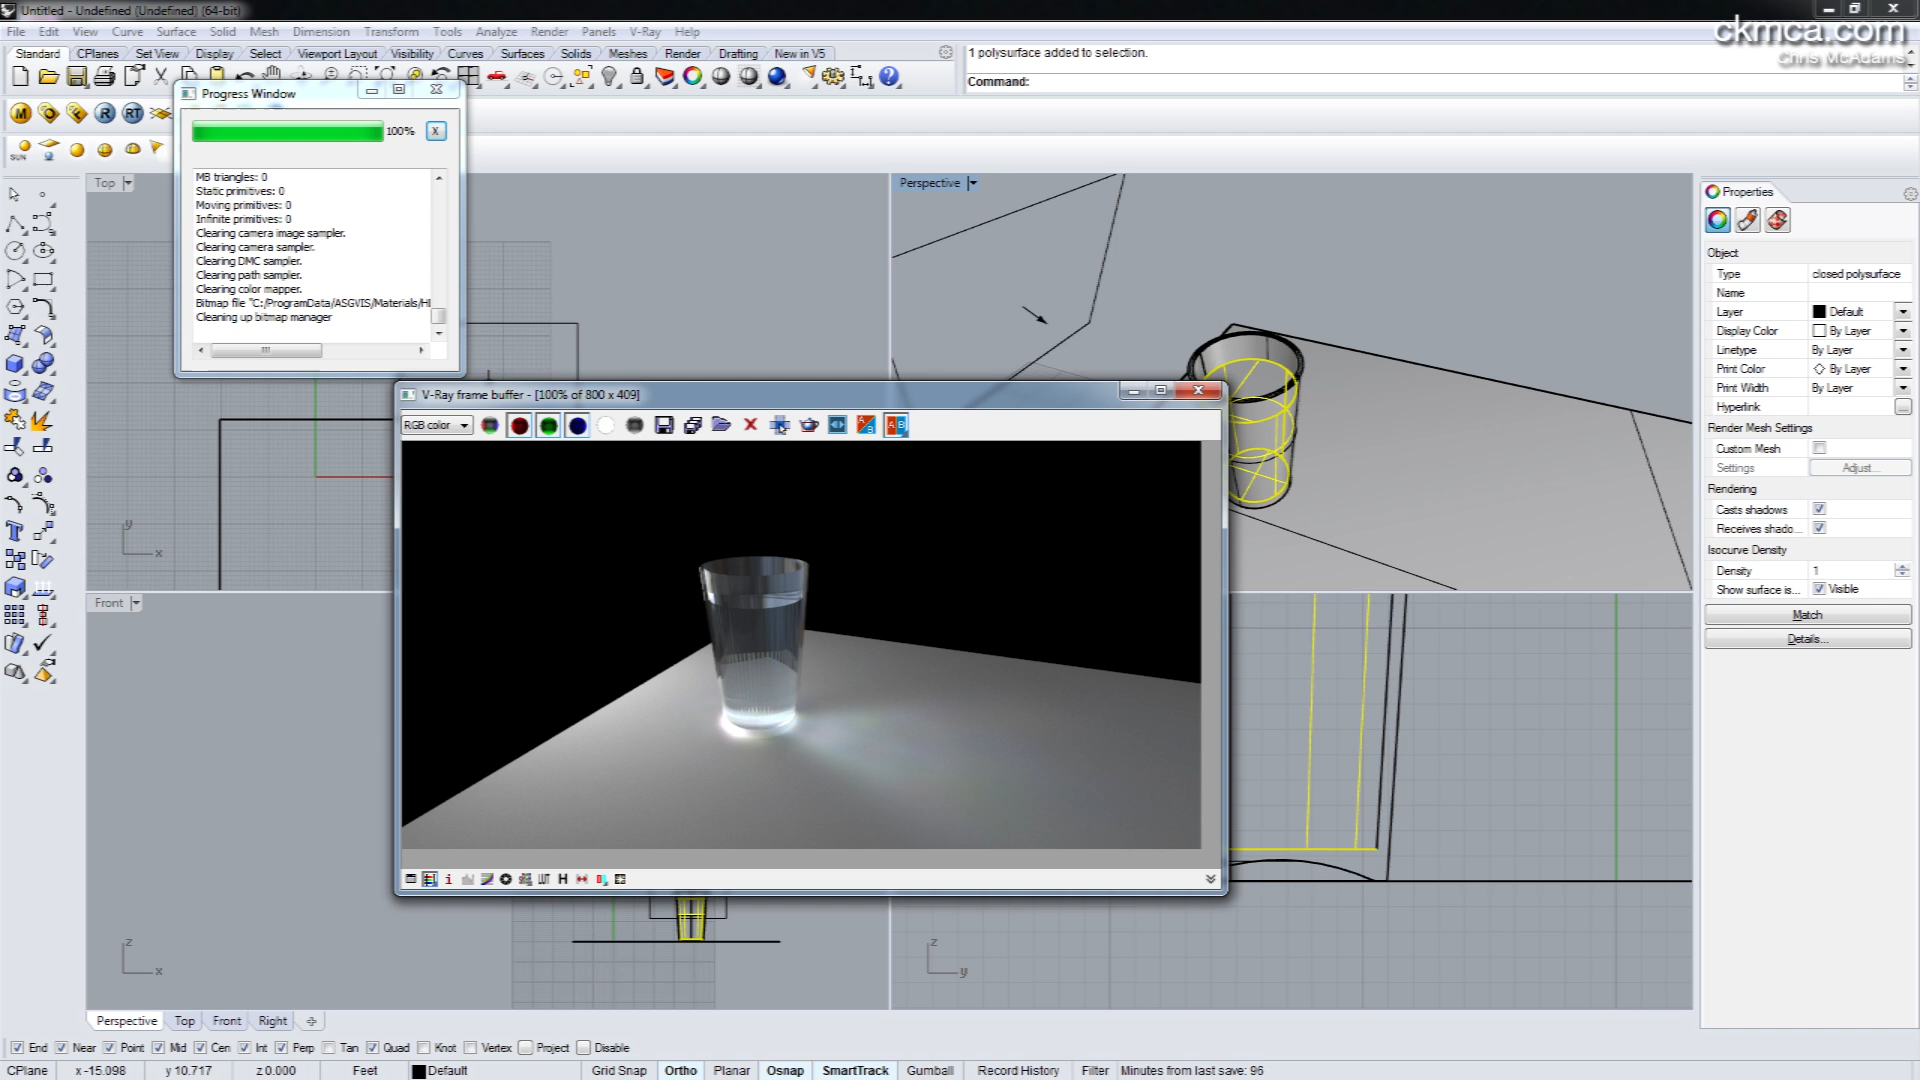 Untitled - Undefined (Undefined) (64-bit)
ckmca.com
Chris McAdams
File Edit View Curve Surface Solid Mesh Dimension Transform Tools Analyze Render Panels V-Ray Help
Standard CPlanes Set View Display Select Viewport Layout Visibility Curves Surfaces Solids Meshes Render Drafting New in V5
1 polysurface added to selection.
Command:
M
R RT
SUN
Progress Window
100% X
MB triangles: 0
Static primitives: 0
Moving primitives: 0
Infinite primitives: 0
Clearing camera image sampler.
Clearing camera sampler.
Clearing DMC sampler.
Clearing path sampler.
Clearing color mapper.
Bitmap file "C:/ProgramData/ASGVIS/Materials/H
Cleaning up bitmap manager
Top
y
x
Perspective
V-Ray frame buffer - [100% of 800 x 409]
RGB color
A B
A B
i LUT H
Front
z
x
z
y
Properties
Object
Type closed polysurface
Name
Layer Default
Display Color By Layer
Linetype By Layer
Print Color By Layer
Print Width By Layer
Hyperlink ...
Render Mesh Settings
Custom Mesh
Settings Adjust...
Rendering
Casts shadows
Receives shado...
Isocurve Density
Density 1
Show surface is... Visible
Match
Details...
Perspective Top Front Right
End Near Point Mid Cen Int Perp Tan Quad Knot Vertex Project Disable
CPlane x -15.098 y 10.717 z 0.000 Feet Default Grid Snap Ortho Planar Osnap SmartTrack Gumball Record History Filter Minutes from last save: 96